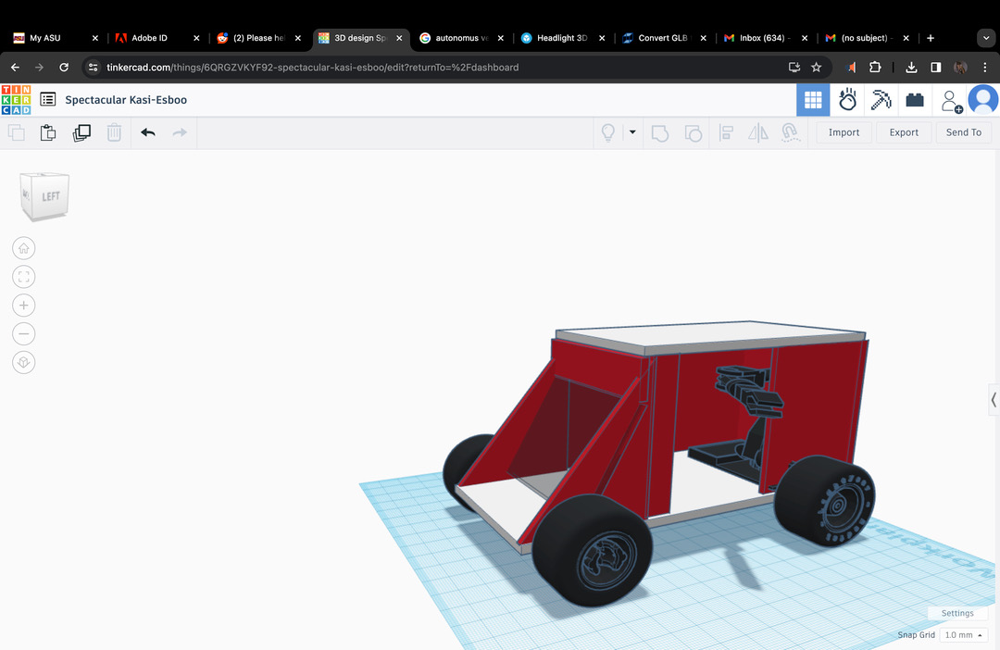 My ASU
Adobe ID
(2) Please hel
3D design Sp
autonomus ve
Headlight 3D
Convert GLB
Inbox (634) -
(no subject) -
tinkercad.com/things/6QRGZVKYF92-spectacular-kasi-esboo/edit?returnTo=%2Fdashboard
TIN
KER
CAD
Spectacular Kasi-Esboo
Import
Export
Send To
LEFT
Workplane
Settings
Snap Grid
1.0 mm